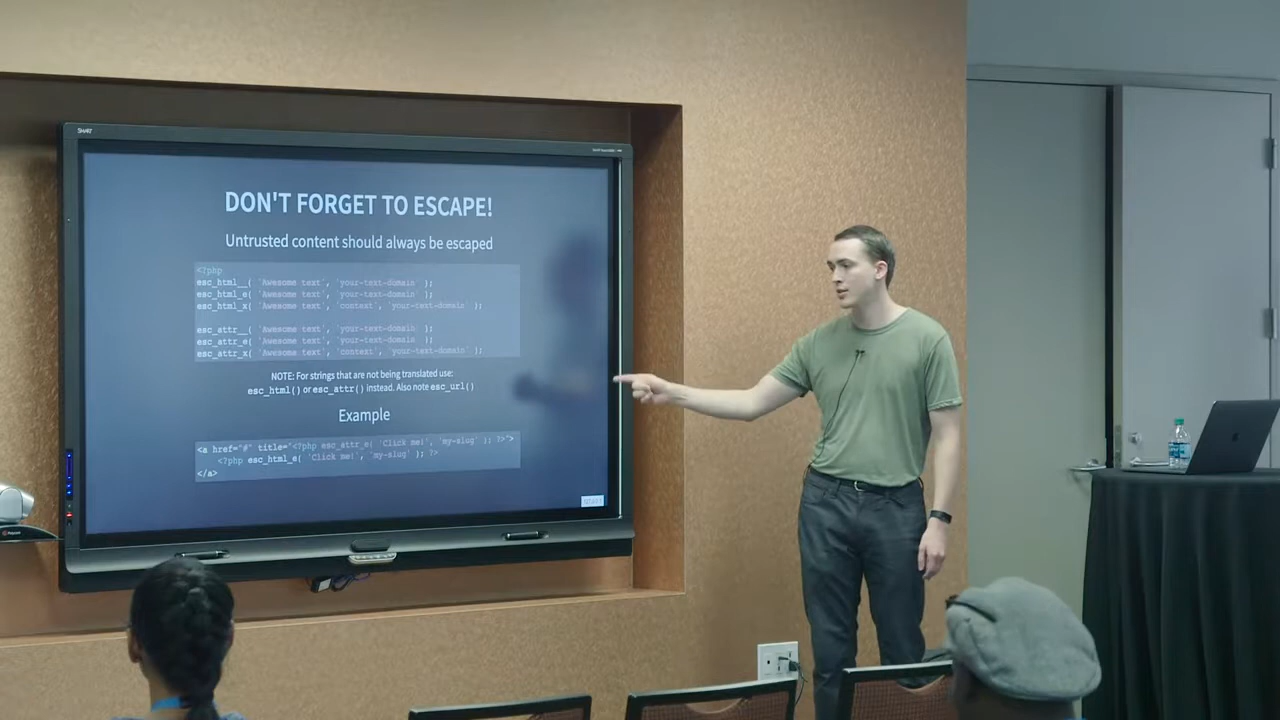 SMART
DON'T FORGET TO ESCAPE!
Untrusted content should always be escaped
<?php
esc_html__( 'Awesome text', 'your-text-domain' );
esc_html_e( 'Awesome text', 'your-text-domain' );
esc_html_x( 'Awesome text', 'context', 'your-text-domain' );
esc_attr__( 'Awesome text', 'your-text-domain' );
esc_attr_e( 'Awesome text', 'your-text-domain' );
esc_attr_x( 'Awesome text', 'context', 'your-text-domain' );
NOTE: For strings that are not being translated use:
esc_html() or esc_attr() instead. Also note esc_url()
Example
<a href="#" title="<?php esc_attr_e( 'Click me!', 'my-slug' ); ?>">
<?php esc_html_e( 'Click me!', 'my-slug' ); ?>
</a>